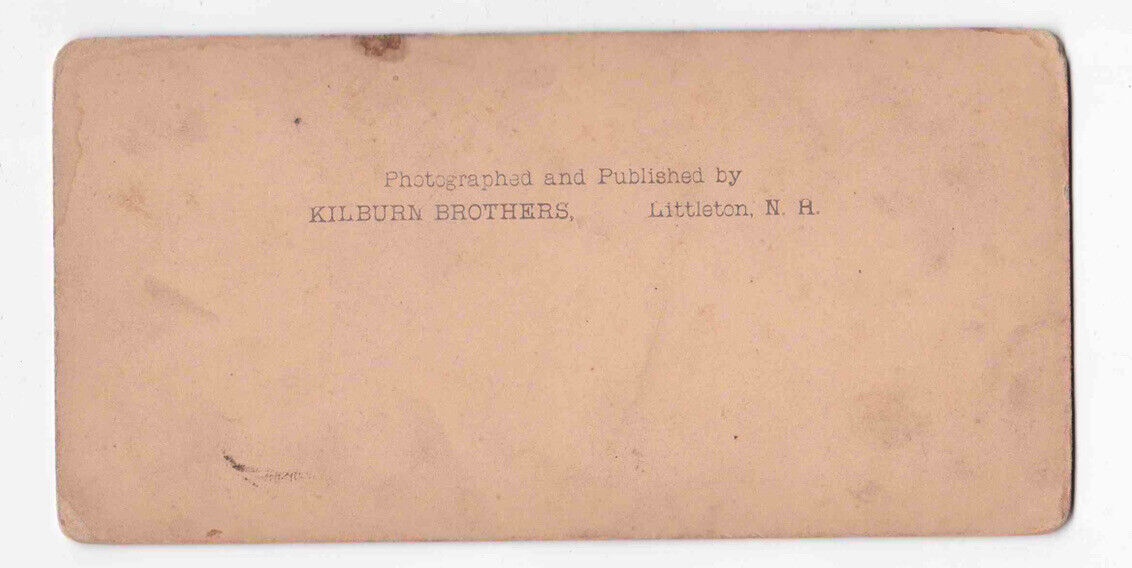 Photographed and Published by
KILBURN BROTHERS, Littleton, N. H.